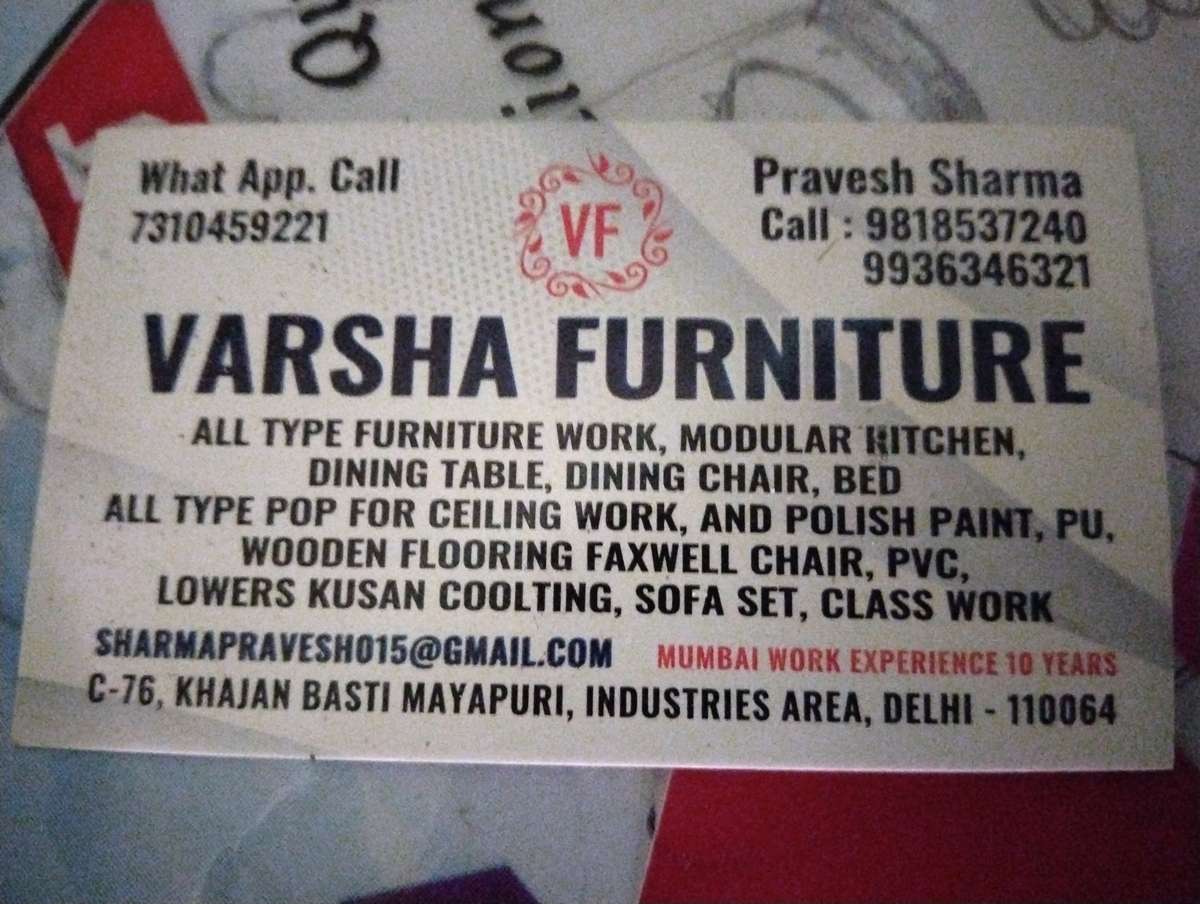 What App. Call
7310459221
VF
Pravesh Sharma
Call : 9818537240
9936346321
VARSHA FURNITURE
ALL TYPE FURNITURE WORK, MODULAR KITCHEN,
DINING TABLE, DINING CHAIR, BED
ALL TYPE POP FOR CEILING WORK, AND POLISH PAINT, PU,
WOODEN FLOORING FAXWELL CHAIR, PVC,
LOWERS KUSAN COOLTING, SOFA SET, CLASS WORK
SHARMAPRAVESH015@GMAIL.COM
MUMBAI WORK EXPERIENCE 10 YEARS
C-76, KHAJAN BASTI MAYAPURI, INDUSTRIES AREA, DELHI - 110064